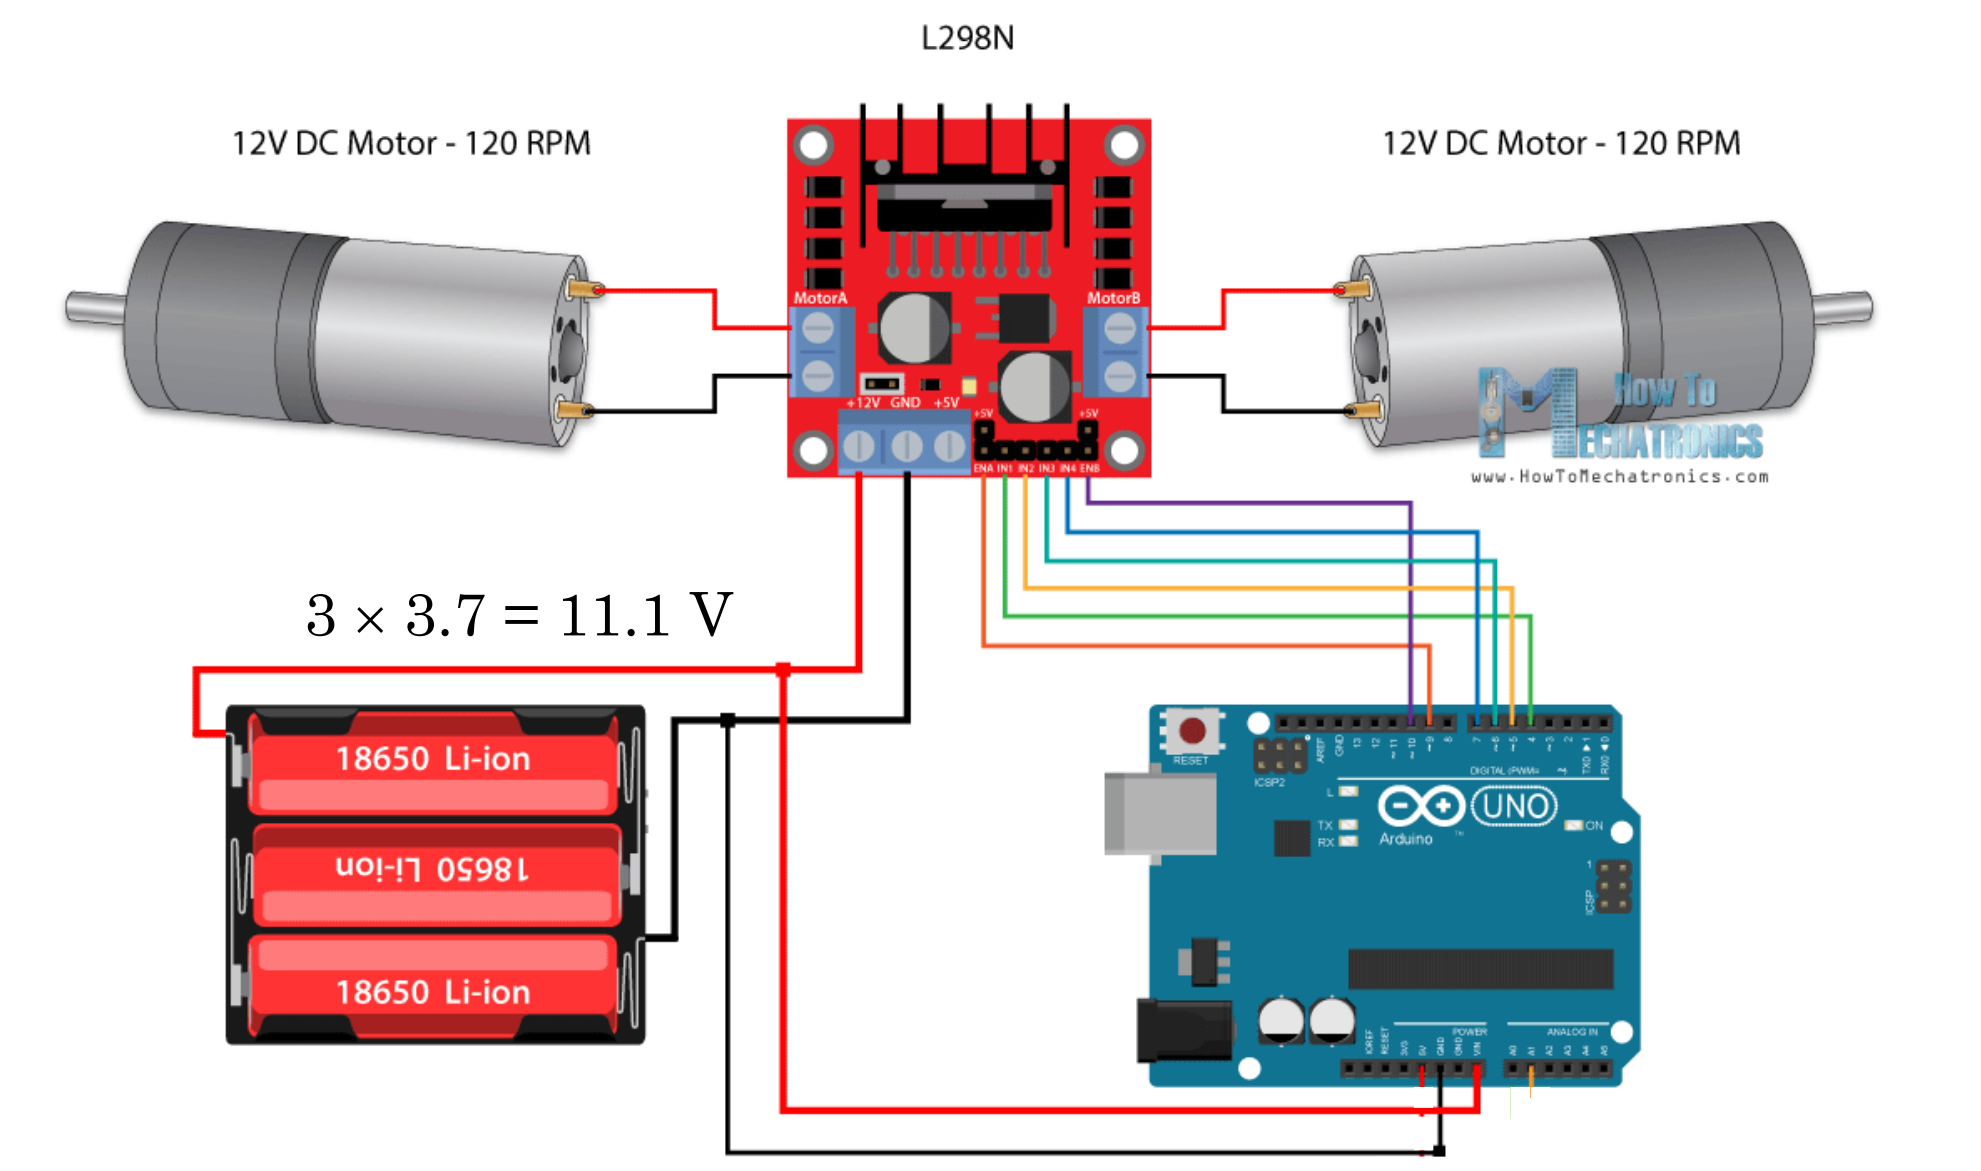 L298N
12V DC Motor - 120 RPM
12V DC Motor - 120 RPM
MotorA
MotorB
+12V GND +5V
+5V
+5V
ENA IN1 IN2 IN3 IN4 ENB
How To
MECHATRONICS
www.HowToMechatronics.com
3 × 3.7 = 11.1 V
18650 Li-ion
18650 Li-ion
18650 Li-ion
RESET
ICSP2
AREF
GND
13
12
~11
~10
~9
8
7
~6
~5
4
~3
2
TX0▶1
RX0◀0
DIGITAL (PWM=
L
TX
RX
UNO
Arduino
TM
ON
1
ICSP
POWER
ANALOG IN
IOREF
RESET
3V3
5V
GND
GND
VIN
A0
A1
A2
A3
A4
A5